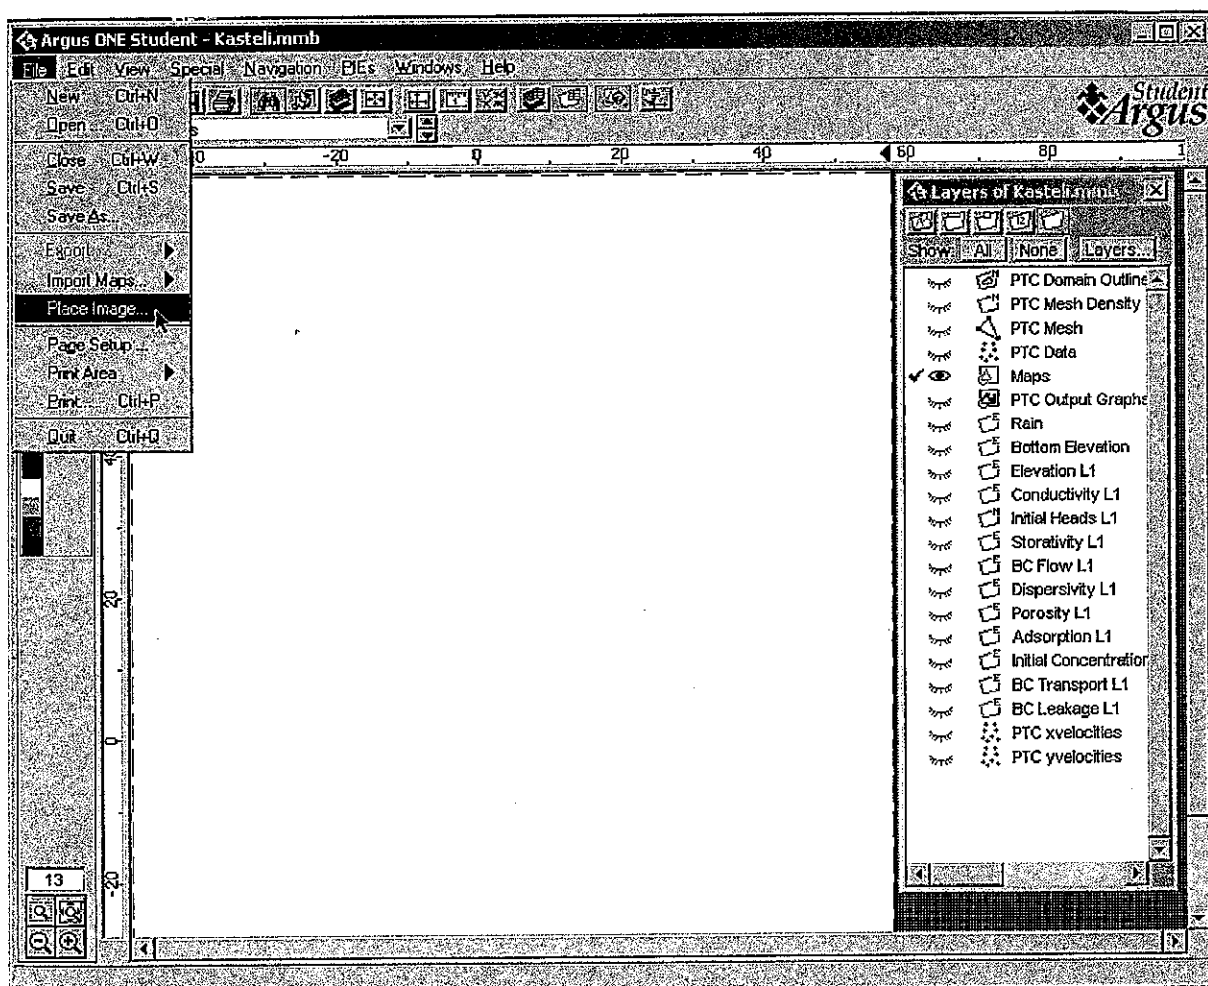 Argus ONE Student - Kasteli.mmb
File Edit View Special Navigation PIEs Windows Help
New Ctrl+N
Open... Ctrl+O
Close Ctrl+W
Save Ctrl+S
Save As...
Export...
Import Maps...
Place Image...
Page Setup...
Print Area
Print... Ctrl+P
Quit Ctrl+Q
Student
Argus
s
-20 0 20 40 60 80 1
20
0
-20
13
Layers of Kasteli.mmb
Show: All None Layers...
PTC Domain Outline
PTC Mesh Density
PTC Mesh
PTC Data
Maps
PTC Output Graphs
Rain
Bottom Elevation
Elevation L1
Conductivity L1
Initial Heads L1
Storativity L1
BC Flow L1
Dispersivity L1
Porosity L1
Adsorption L1
Initial Concentration
BC Transport L1
BC Leakage L1
PTC xvelocities
PTC yvelocities